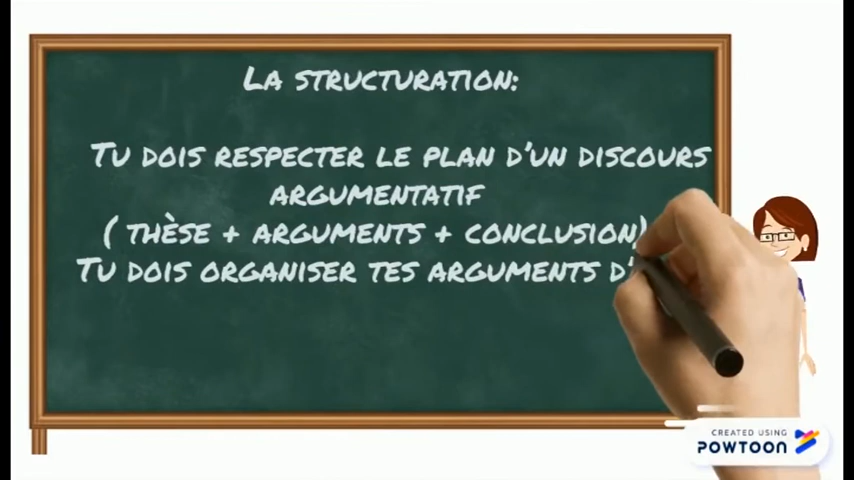 La structuration:
Tu dois respecter le plan d'un discours
argumentatif
( thèse + arguments + conclusion)
Tu dois organiser tes arguments d'
CREATED USING
POWTOON